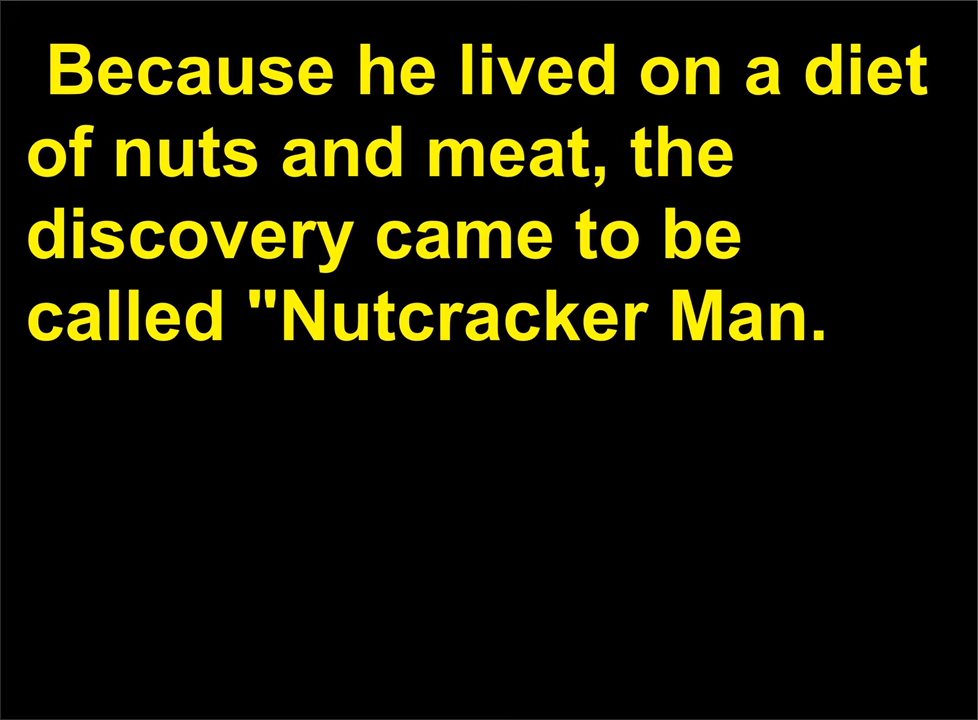 Because he lived on a diet
of nuts and meat, the
discovery came to be
called "Nutcracker Man.